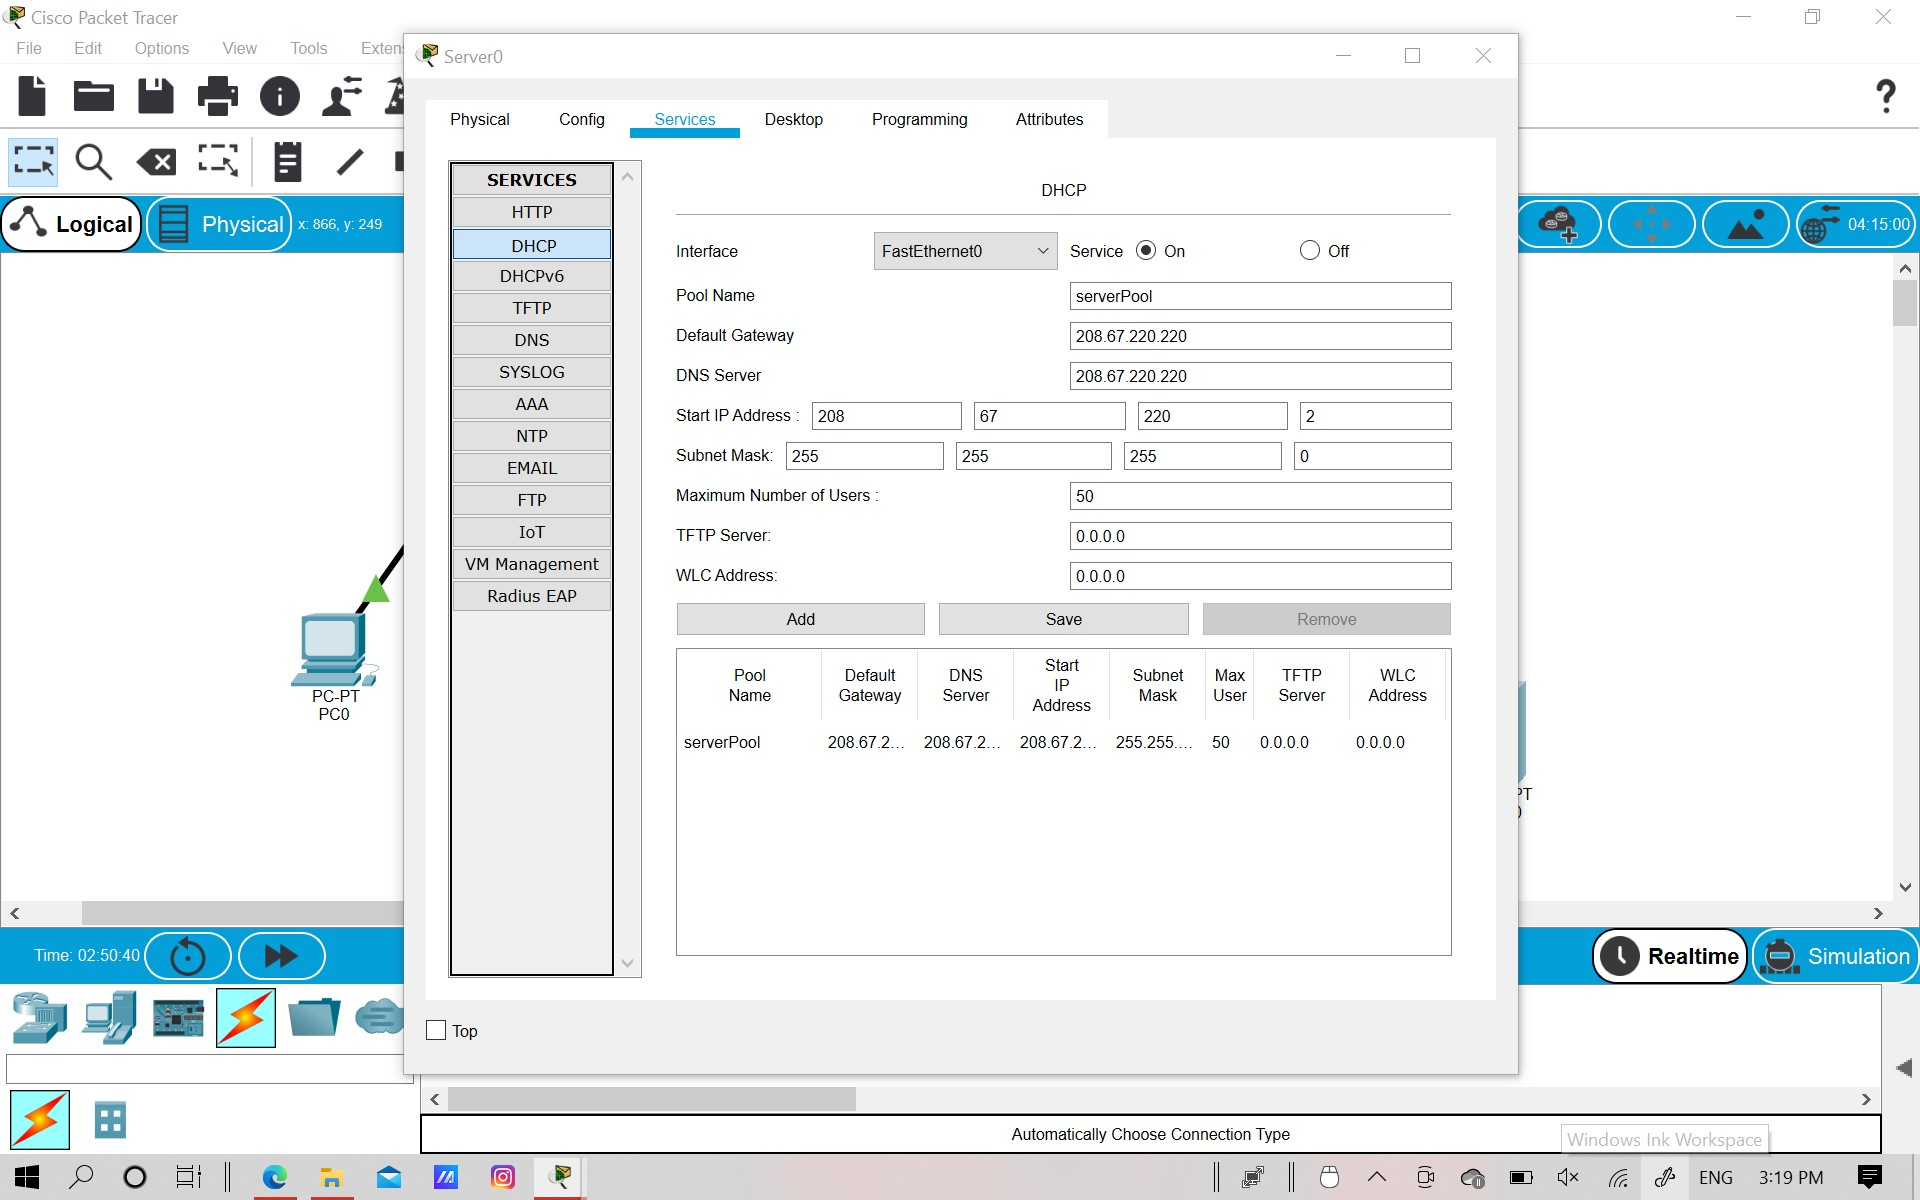 Cisco Packet Tracer
File Edit Options View Tools
Server0
Physical Config Services Desktop Programming Attributes
Logical Physical x: 866, y: 249
04:15:00
SERVICES
HTTP
DHCP
DHCPv6
TFTP
DNS
SYSLOG
AAA
NTP
EMAIL
FTP
IoT
VM Management
Radius EAP
DHCP
Interface FastEthernet0 Service On Off
Pool Name serverPool
Default Gateway 208.67.220.220
DNS Server 208.67.220.220
Start IP Address : 208 67 220 2
Subnet Mask: 255 255 255 0
Maximum Number of Users : 50
TFTP Server: 0.0.0.0
WLC Address: 0.0.0.0
Add Save Remove
Pool Name Default Gateway DNS Server Start IP Address Subnet Mask Max User TFTP Server WLC Address
serverPool 208.67.2... 208.67.2... 208.67.2... 255.255.... 50 0.0.0.0 0.0.0.0
PC-PT
PC0
Time: 02:50:40
Realtime Simulation
Top
Automatically Choose Connection Type
Windows Ink Workspace
ENG 3:19 PM